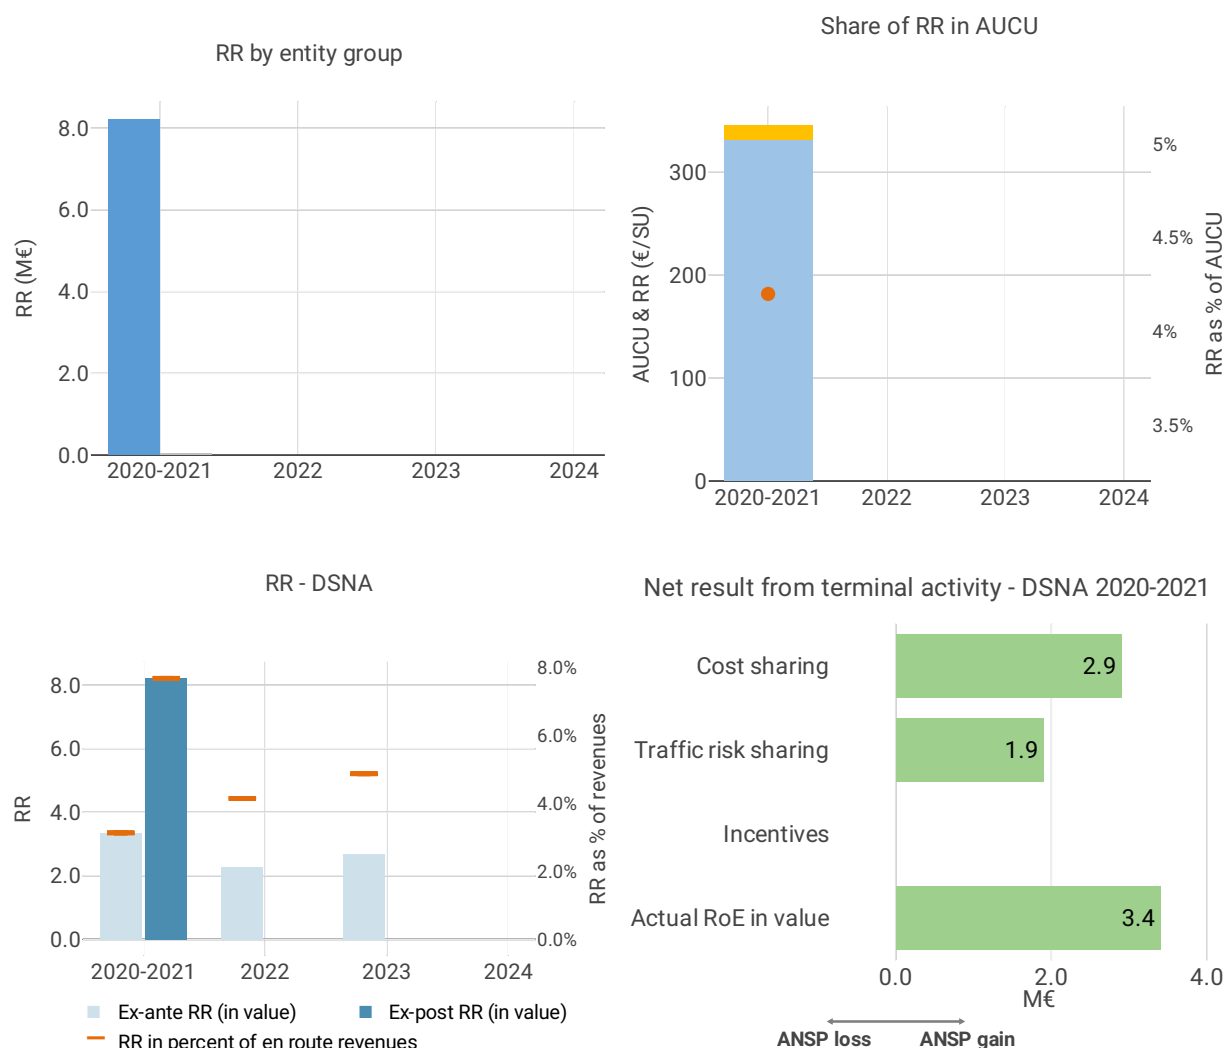 RR by entity group
RR (M€)
8.0
6.0
4.0
2.0
0.0
2020-2021 2022 2023 2024
Share of RR in AUCU
AUCU & RR (€/SU)
300
200
100
0
5%
4.5%
4%
3.5%
RR as % of AUCU
2020-2021 2022 2023 2024
RR - DSNA
RR
8.0
6.0
4.0
2.0
0.0
8.0%
6.0%
4.0%
2.0%
0.0%
RR as % of revenues
2020-2021 2022 2023 2024
Ex-ante RR (in value) Ex-post RR (in value)
RR in percent of en route revenues
Net result from terminal activity - DSNA 2020-2021
Cost sharing 2.9
Traffic risk sharing 1.9
Incentives
Actual RoE in value 3.4
0.0 2.0 4.0
M€
ANSP loss ANSP gain